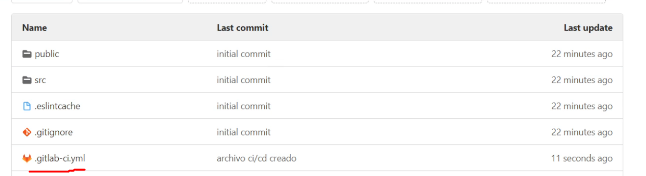 Name Last commit Last update
public initial commit 22 minutes ago
src initial commit 22 minutes ago
.eslintcache initial commit 22 minutes ago
.gitignore initial commit 22 minutes ago
.gitlab-ci.yml archivo ci/cd creado 11 seconds ago